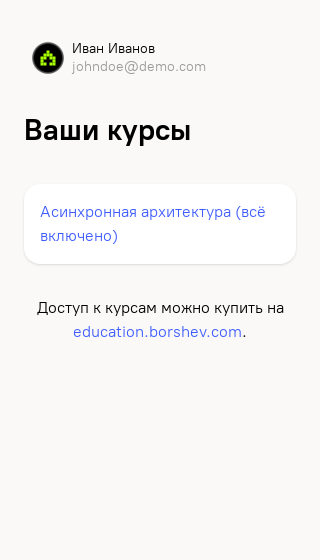 Иван Иванов
johndoe@demo.com
Ваши курсы
Асинхронная архитектура (всё
включено)
Доступ к курсам можно купить на
education.borshev.com.